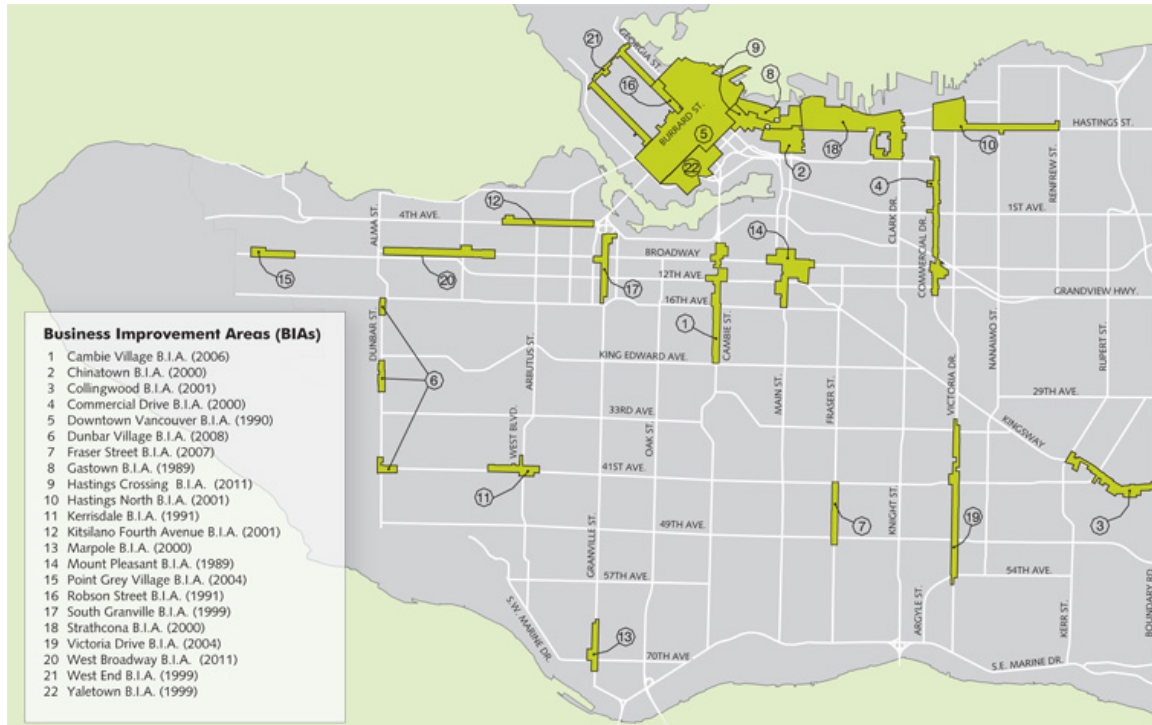 GEORGIA ST.
21
9
8
16
BURRARD ST.
5
22
2
18
HASTINGS ST.
10
4
RENFREW ST.
CLARK DR.
COMMERCIAL DR.
1ST AVE.
12
4TH AVE.
ALMA ST.
14
BROADWAY
15
20
17
12TH AVE.
16TH AVE.
GRANDVIEW HWY.
1
CAMBIE ST.
DUNBAR ST.
ARBUTUS ST.
KING EDWARD AVE.
6
MAIN ST.
FRASER ST.
VICTORIA DR.
NANAIMO ST.
RUPERT ST.
29TH AVE.
33RD AVE.
KINGSWAY
WEST BLVD.
OAK ST.
41ST AVE.
11
7
KNIGHT ST.
19
3
49TH AVE.
GRANVILLE ST.
57TH AVE.
54TH AVE.
S.W. MARINE DR.
ARGYLE ST.
KERR ST.
BOUNDARY RD.
13
70TH AVE
S.E. MARINE DR.
Business Improvement Areas (BIAs)
1 Cambie Village B.I.A. (2006)
2 Chinatown B.I.A. (2000)
3 Collingwood B.I.A. (2001)
4 Commercial Drive B.I.A. (2000)
5 Downtown Vancouver B.I.A. (1990)
6 Dunbar Village B.I.A. (2008)
7 Fraser Street B.I.A. (2007)
8 Gastown B.I.A. (1989)
9 Hastings Crossing B.I.A. (2011)
10 Hastings North B.I.A. (2001)
11 Kerrisdale B.I.A. (1991)
12 Kitsilano Fourth Avenue B.I.A. (2001)
13 Marpole B.I.A. (2000)
14 Mount Pleasant B.I.A. (1989)
15 Point Grey Village B.I.A. (2004)
16 Robson Street B.I.A. (1991)
17 South Granville B.I.A. (1999)
18 Strathcona B.I.A. (2000)
19 Victoria Drive B.I.A. (2004)
20 West Broadway B.I.A. (2011)
21 West End B.I.A. (1999)
22 Yaletown B.I.A. (1999)